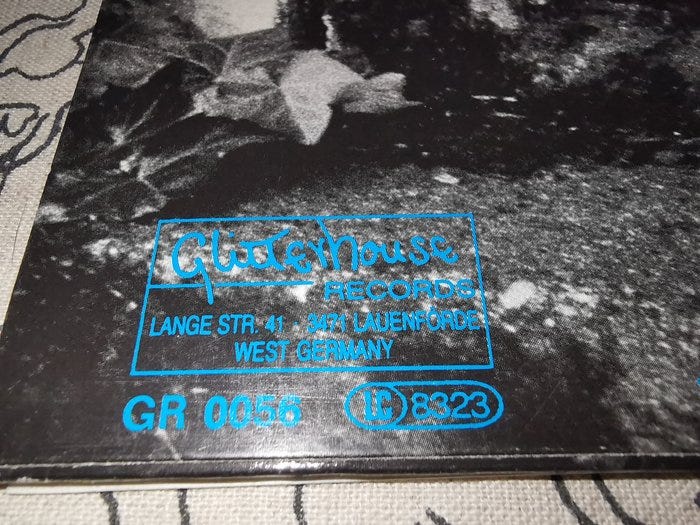 Glitterhouse
RECORDS
LANGE STR. 41 - 3471 LAUENFÖRDE
WEST GERMANY
GR 0056 LC 8323